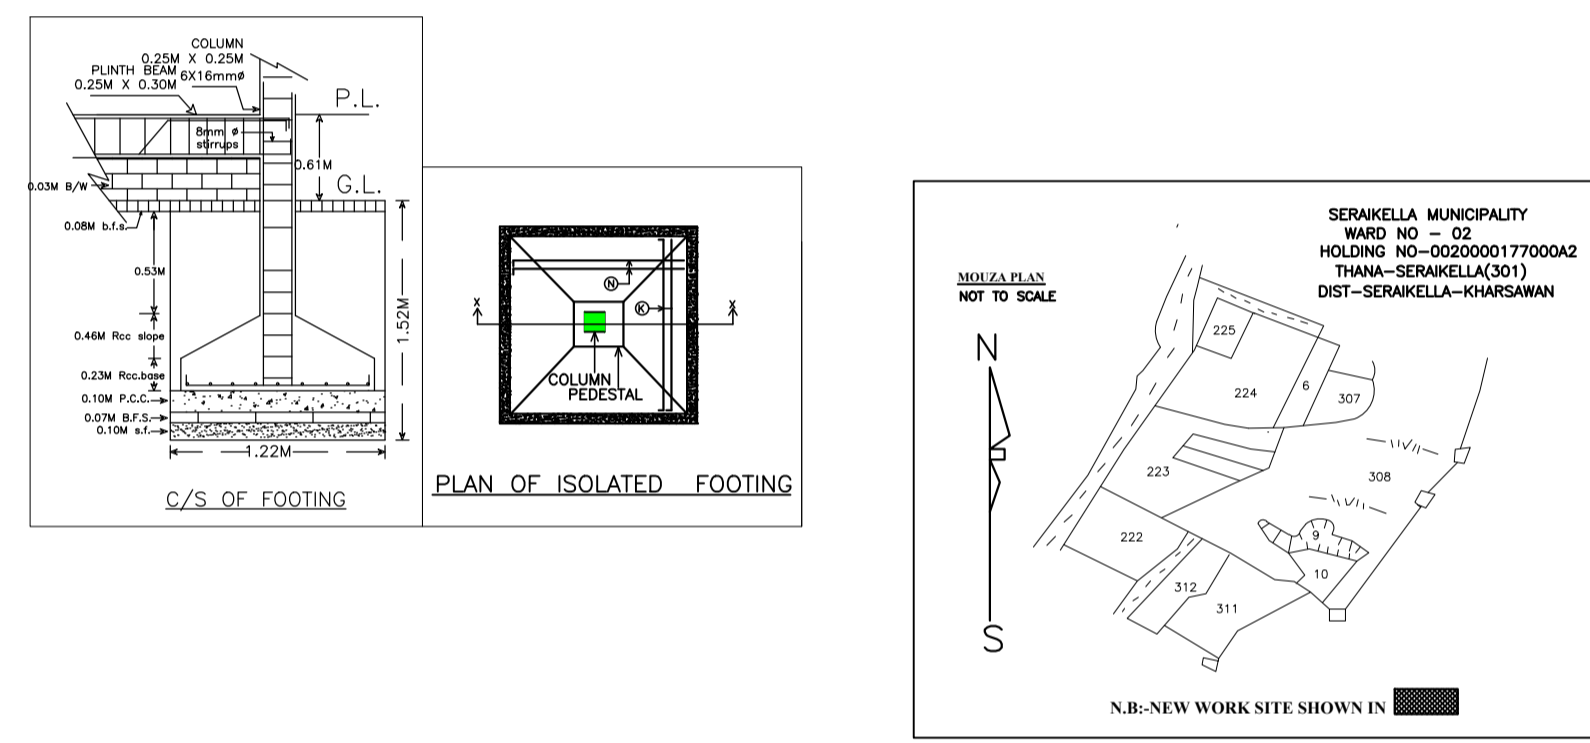 COLUMN
0.25M X 0.25M
PLINTH BEAM
0.25M X 0.30M
6X16mmø
P.L.
8mm ø
stirrups
0.61M
0.03M B/W
G.L.
0.08M b.f.s.
0.53M
0.46M Rcc slope
0.23M Rcc.base
0.10M P.C.C.
0.07M B.F.S.
0.10M s.f.
1.52M
1.22M
C/S OF FOOTING
N
K
X
X
COLUMN
PEDESTAL
PLAN OF ISOLATED FOOTING
SERAIKELLA MUNICIPALITY
WARD NO - 02
HOLDING NO-0020000177000A2
THANA-SERAIKELLA(301)
DIST-SERAIKELLA-KHARSAWAN
MOUZA PLAN
NOT TO SCALE
N
S
225
224
6
307
223
308
222
9
10
312
311
N.B:-NEW WORK SITE SHOWN IN